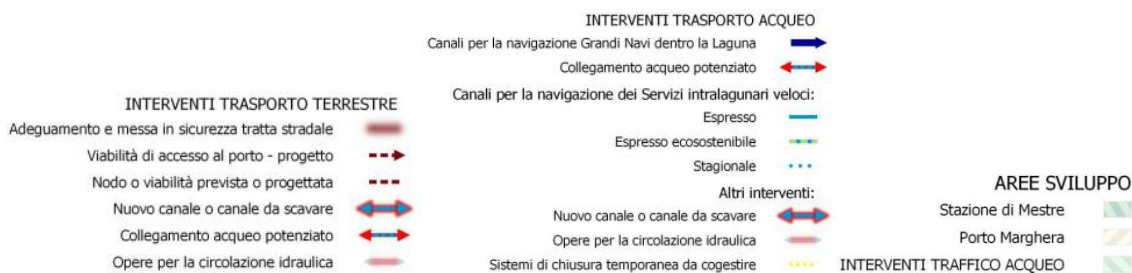 INTERVENTI TRASPORTO TERRESTRE
Adeguamento e messa in sicurezza tratta stradale
Viabilità di accesso al porto - progetto
Nodo o viabilità prevista o progettata
Nuovo canale o canale da scavare
Collegamento acqueo potenziato
Opere per la circolazione idraulica
INTERVENTI TRASPORTO ACQUEO
Canali per la navigazione Grandi Navi dentro la Laguna
Collegamento acqueo potenziato
Canali per la navigazione dei Servizi intralagunari veloci:
Espresso
Espresso ecosostenibile
Stagionale
Altri interventi:
Nuovo canale o canale da scavare
Opere per la circolazione idraulica
Sistemi di chiusura temporanea da cogestire
AREE SVILUPPO
Stazione di Mestre
Porto Marghera
INTERVENTI TRAFFICO ACQUEO